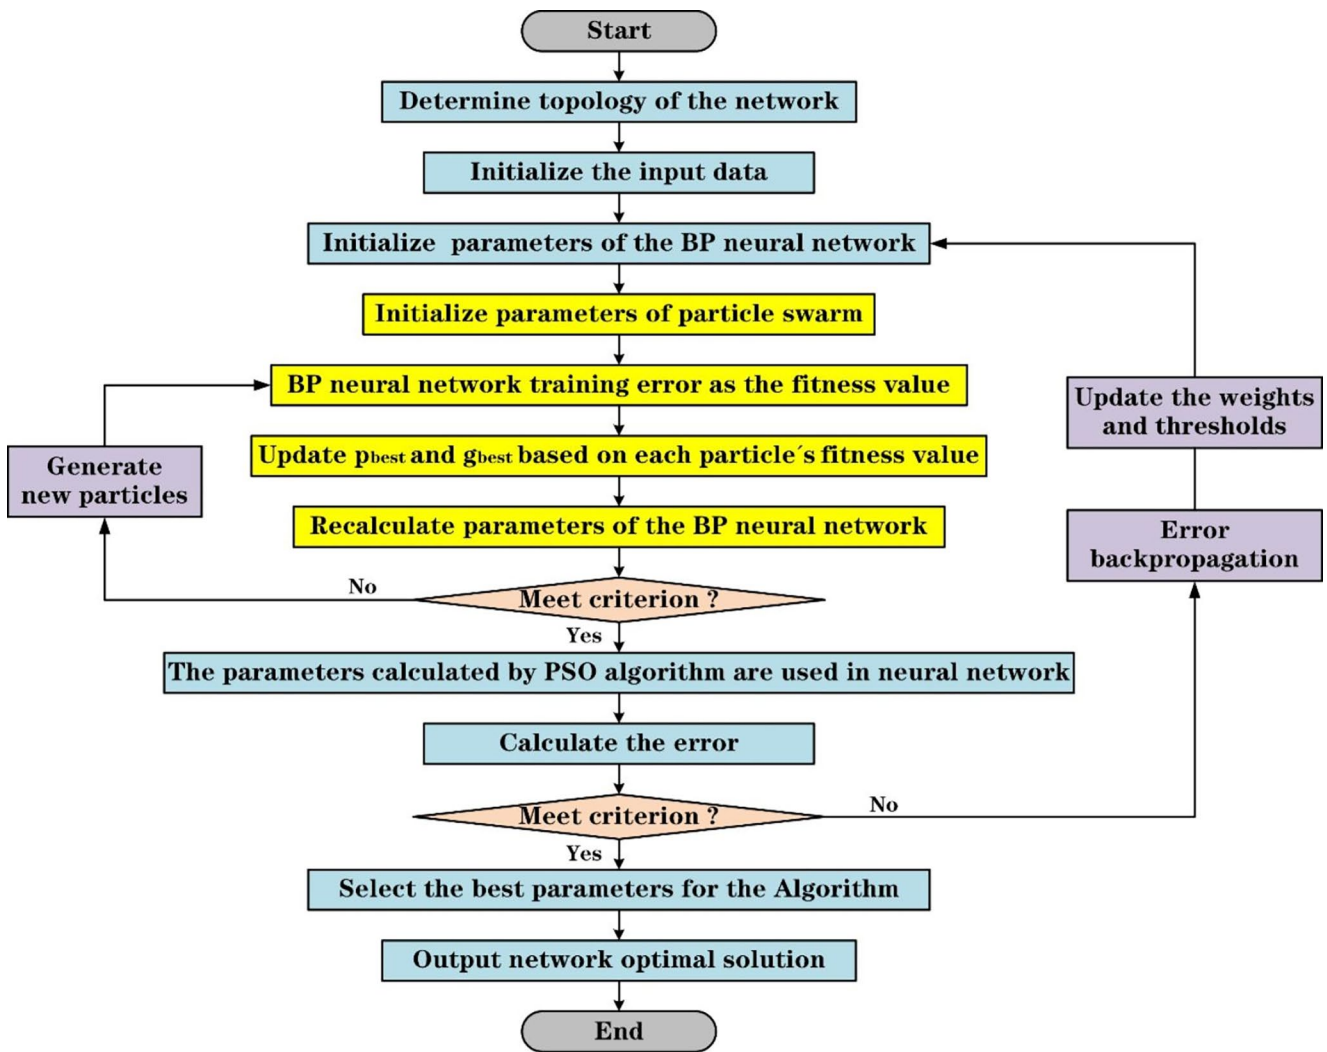 Start
Determine topology of the network
Initialize the input data
Initialize parameters of the BP neural network
Initialize parameters of particle swarm
BP neural network training error as the fitness value
Update the weights
and thresholds
Update pbest and gbest based on each particle´s fitness value
Generate
new particles
Recalculate parameters of the BP neural network
Error
backpropagation
No
Meet criterion ?
Yes
The parameters calculated by PSO algorithm are used in neural network
Calculate the error
Meet criterion ?
No
Yes
Select the best parameters for the Algorithm
Output network optimal solution
End